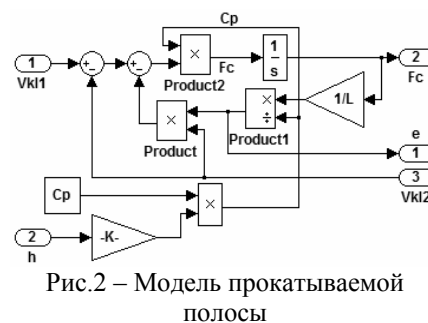 Cp
1
Vkl1
×
Product2
Fc
1
s
2
Fc
1/L
×
Product
×
÷
Product1
1
e
3
Vkl2
Cp
×
2
h
-K-
Рис.2 – Модель прокатываемой
полосы